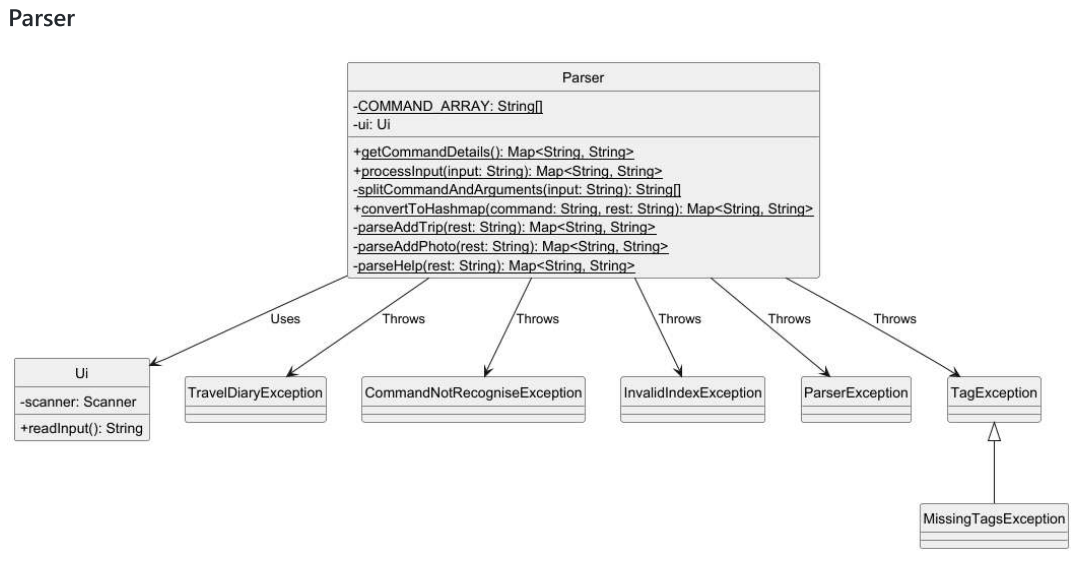 Parser
Parser
-COMMAND_ARRAY: String[]
-ui: Ui
+getCommandDetails(): Map<String, String>
+processInput(input: String): Map<String, String>
-splitCommandAndArguments(input: String): String[]
+convertToHashmap(command: String, rest: String): Map<String, String>
-parseAddTrip(rest: String): Map<String, String>
-parseAddPhoto(rest: String): Map<String, String>
-parseHelp(rest: String): Map<String, String>
Uses
Throws
Throws
Throws
Throws
Throws
Ui
-scanner: Scanner
+readInput(): String
TravelDiaryException
CommandNotRecogniseException
InvalidIndexException
ParserException
TagException
MissingTagsException